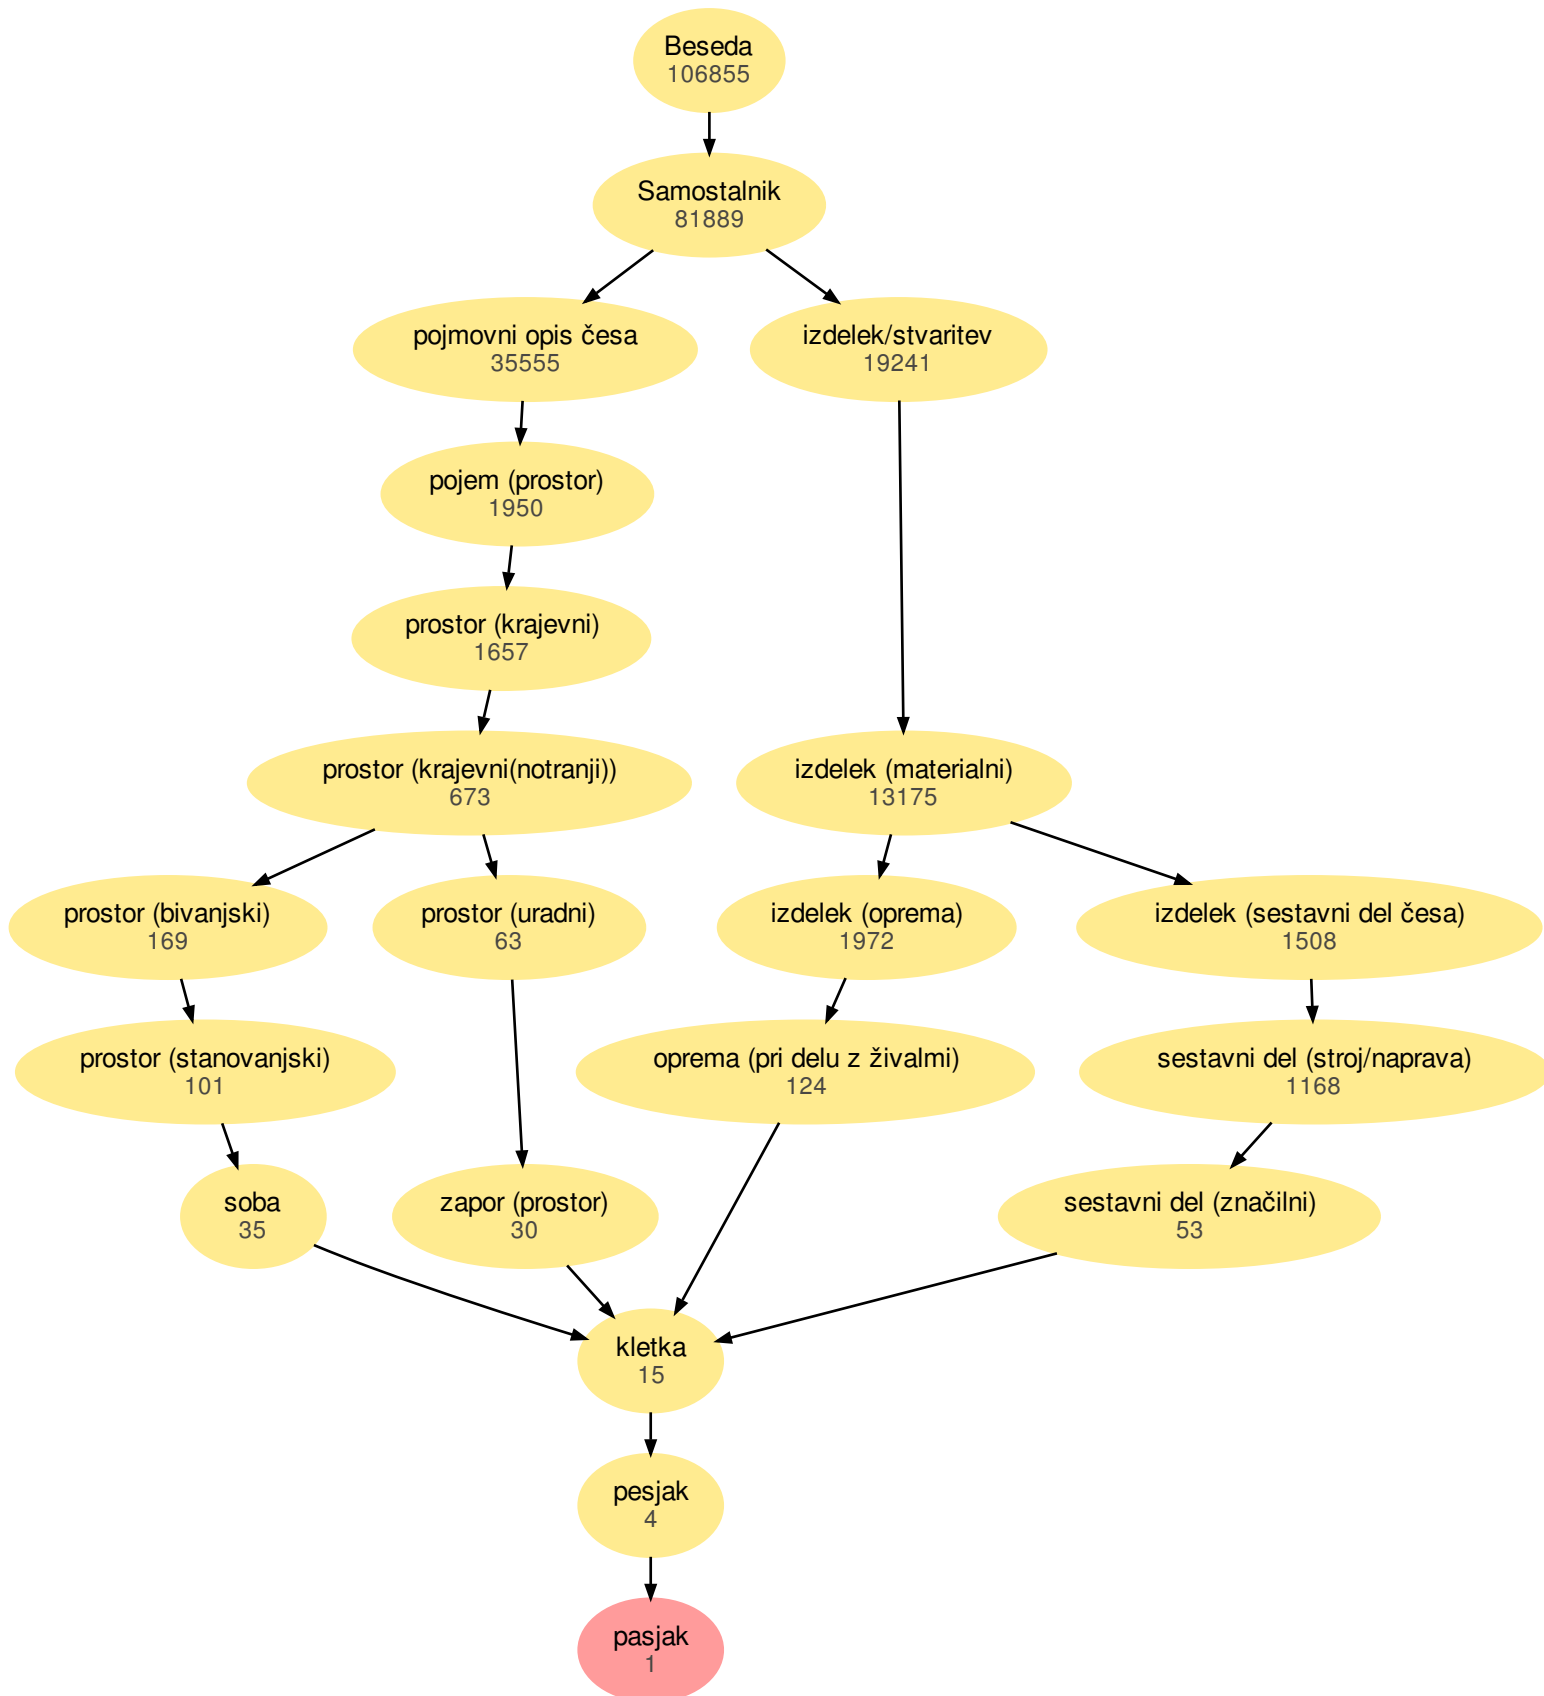 Beseda
106855
Samostalnik
81889
pojmovni opis česa
35555
izdelek/stvaritev
19241
pojem (prostor)
1950
prostor (krajevni)
1657
prostor (krajevni(notranji))
673
izdelek (materialni)
13175
prostor (bivanjski)
169
prostor (uradni)
63
izdelek (oprema)
1972
izdelek (sestavni del česa)
1508
prostor (stanovanjski)
101
oprema (pri delu z živalmi)
124
sestavni del (stroj/naprava)
1168
soba
35
zapor (prostor)
30
sestavni del (značilni)
53
kletka
15
pesjak
4
pasjak
1